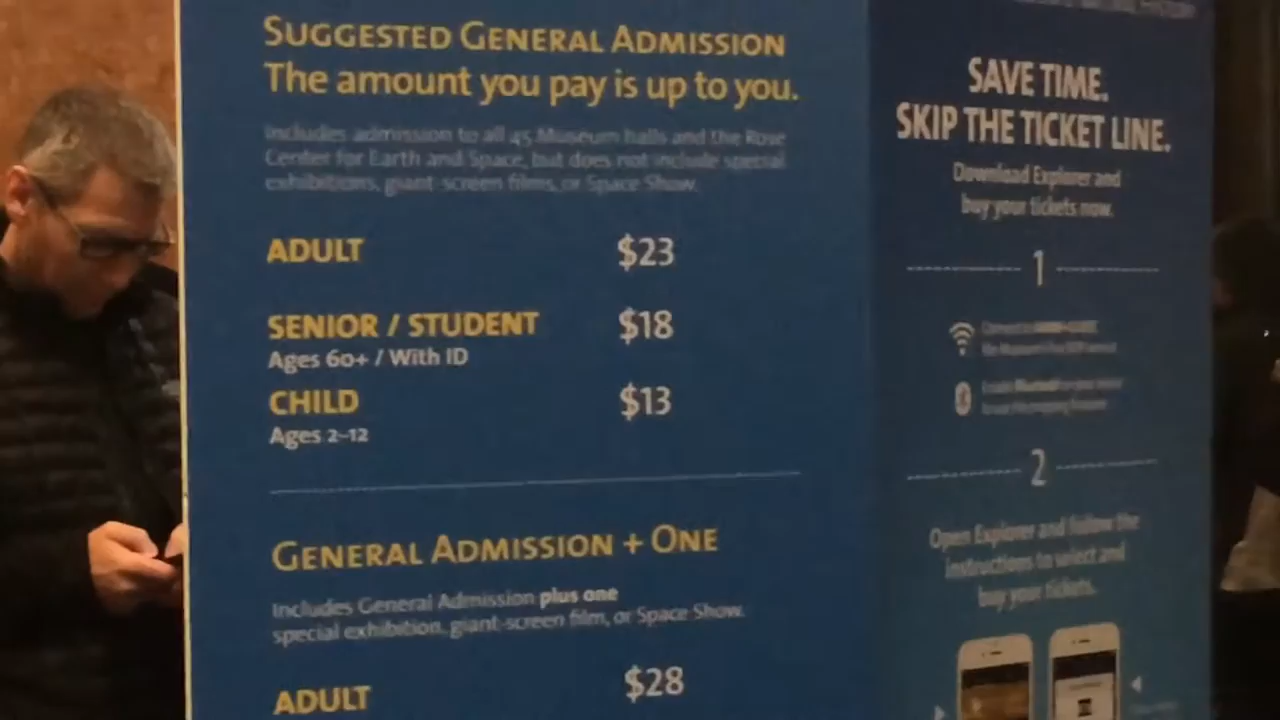 SUGGESTED GENERAL ADMISSION
The amount you pay is up to you.
Includes admission to all 45 Museum halls and the Rose
Center for Earth and Space, but does not include special
exhibitions, giant-screen films, or Space Show.
ADULT $23
SENIOR / STUDENT $18
Ages 60+ / With ID
CHILD $13
Ages 2–12
GENERAL ADMISSION + ONE
Includes General Admission plus one
special exhibition, giant-screen film, or Space Show.
ADULT $28
SAVE TIME.
SKIP THE TICKET LINE.
Download Explorer and
buy your tickets now.
1
2
Open Explorer and follow the
instructions to select and
buy your tickets.